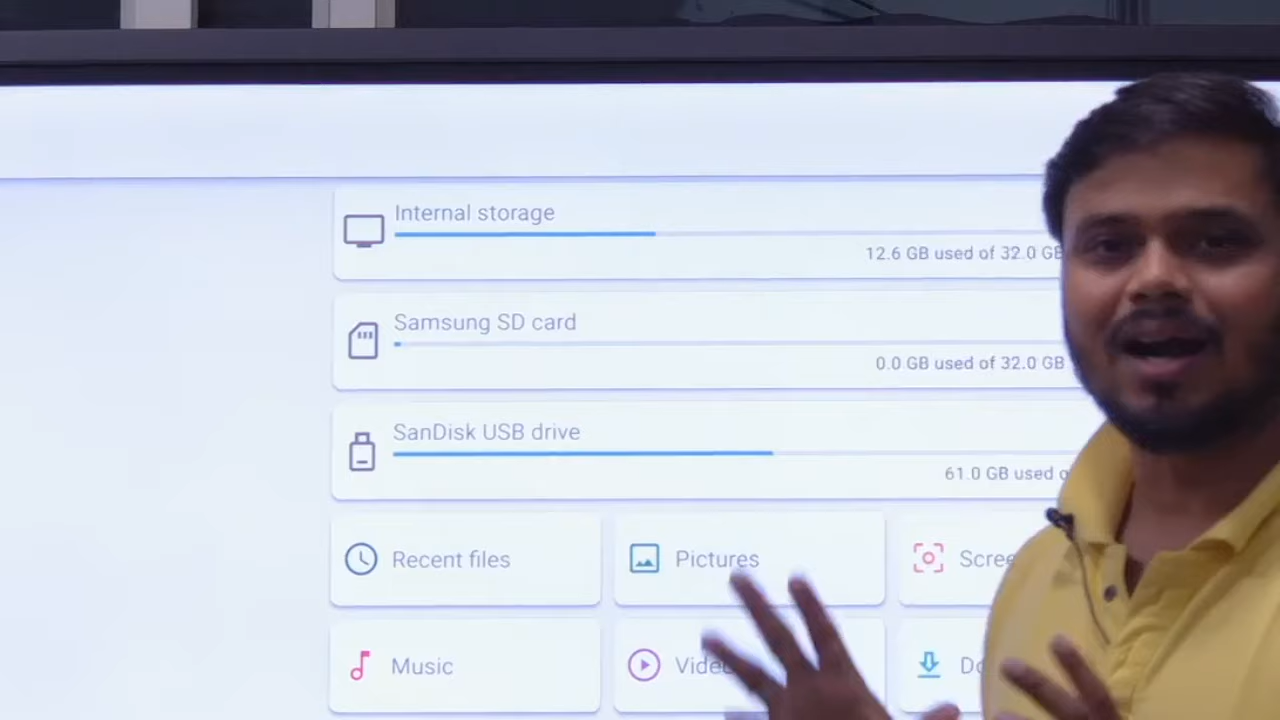 Internal storage
12.6 GB used of 32.0 GB
Samsung SD card
0.0 GB used of 32.0 GB
SanDisk USB drive
61.0 GB used
Recent files
Pictures
Music